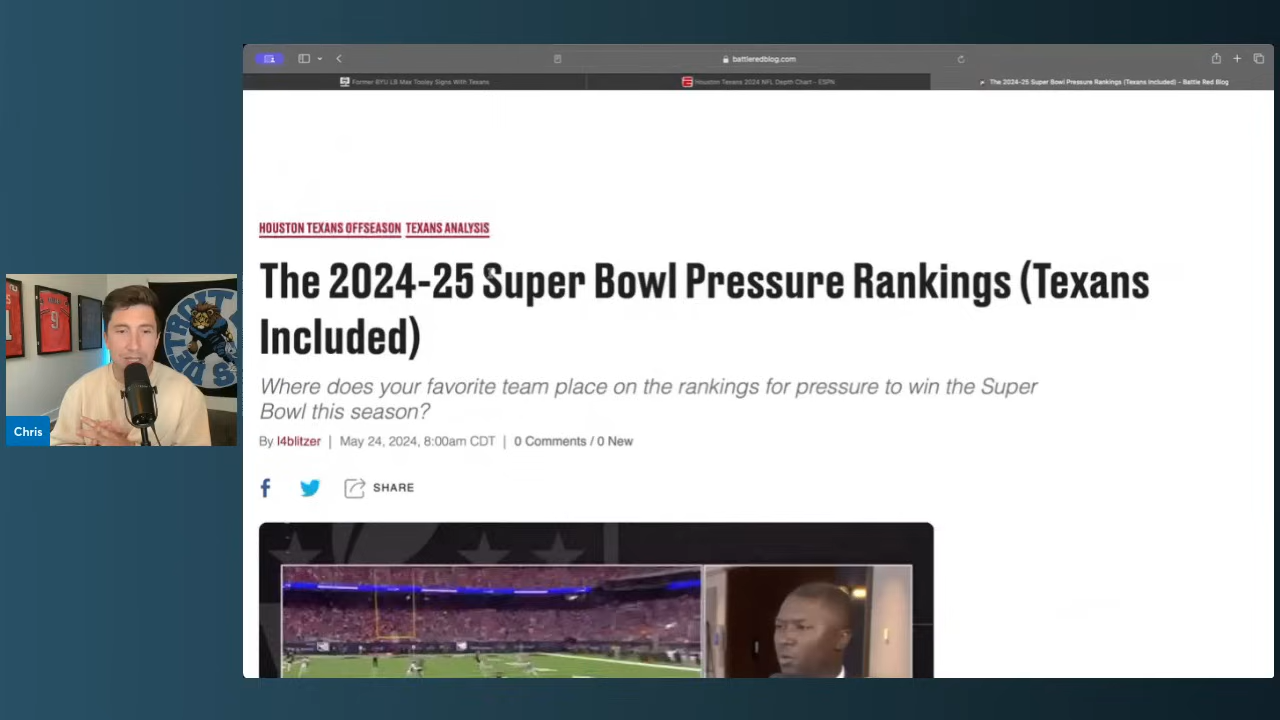 battleredblog.com
Former BYU LB Max Tooley Signs With Texans
Houston Texans 2024 NFL Depth Chart - ESPN
The 2024-25 Super Bowl Pressure Rankings (Texans Included) - Battle Red Blog
HOUSTON TEXANS OFFSEASON TEXANS ANALYSIS
The 2024-25 Super Bowl Pressure Rankings (Texans
Included)
Where does your favorite team place on the rankings for pressure to win the Super
Bowl this season?
By l4blitzer | May 24, 2024, 8:00am CDT | 0 Comments / 0 New
SHARE
DETROIT
9
Chris